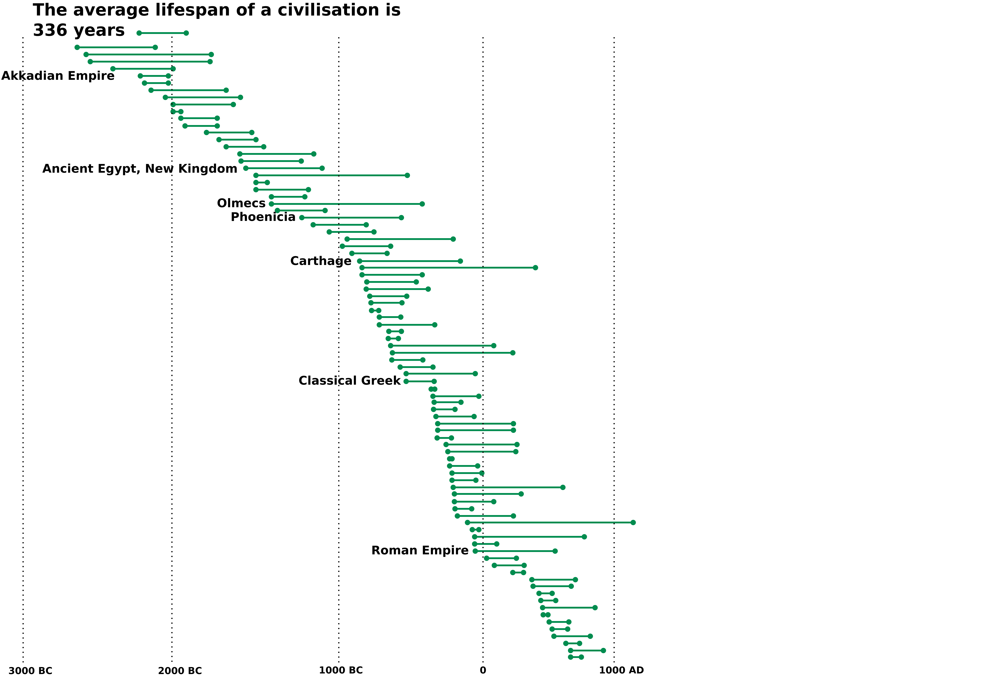 The average lifespan of a civilisation is
336 years
Akkadian Empire
Ancient Egypt, New Kingdom
Olmecs
Phoenicia
Carthage
Classical Greek
Roman Empire
3000 BC
2000 BC
1000 BC
0
1000 AD